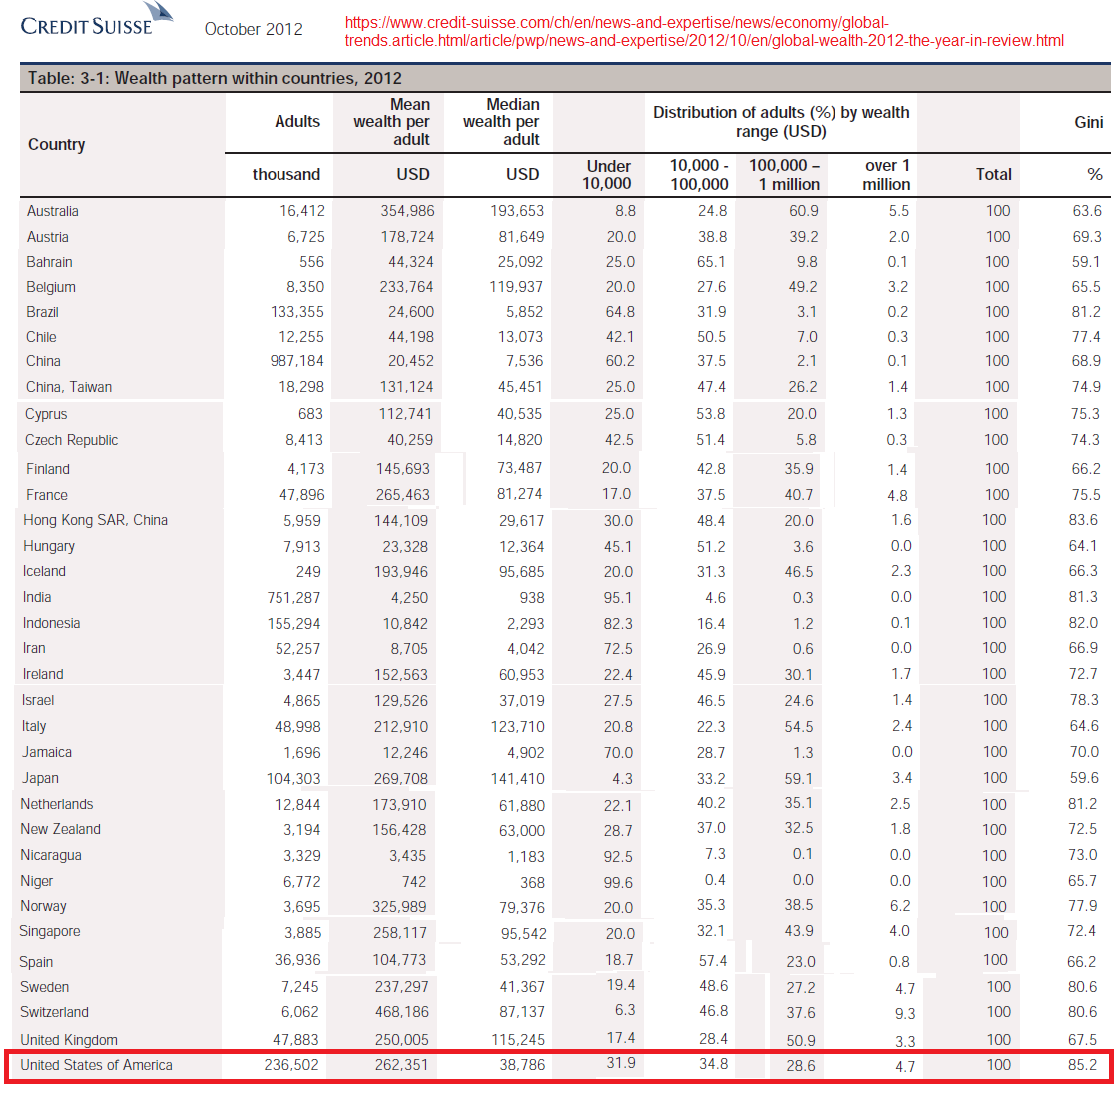 CREDIT SUISSE
October 2012
https://www.credit-suisse.com/ch/en/news-and-expertise/news/economy/global-
trends.article.html/article/pwp/news-and-expertise/2012/10/en/global-wealth-2012-the-year-in-review.html
Table: 3-1: Wealth pattern within countries, 2012
Country Adults Mean wealth per adult Median wealth per adult Distribution of adults (%) by wealth range (USD) Gini
thousand USD USD Under 10,000 10,000 - 100,000 100,000 – 1 million over 1 million Total %
Australia 16,412 354,986 193,653 8.8 24.8 60.9 5.5 100 63.6
Austria 6,725 178,724 81,649 20.0 38.8 39.2 2.0 100 69.3
Bahrain 556 44,324 25,092 25.0 65.1 9.8 0.1 100 59.1
Belgium 8,350 233,764 119,937 20.0 27.6 49.2 3.2 100 65.5
Brazil 133,355 24,600 5,852 64.8 31.9 3.1 0.2 100 81.2
Chile 12,255 44,198 13,073 42.1 50.5 7.0 0.3 100 77.4
China 987,184 20,452 7,536 60.2 37.5 2.1 0.1 100 68.9
China, Taiwan 18,298 131,124 45,451 25.0 47.4 26.2 1.4 100 74.9
Cyprus 683 112,741 40,535 25.0 53.8 20.0 1.3 100 75.3
Czech Republic 8,413 40,259 14,820 42.5 51.4 5.8 0.3 100 74.3
Finland 4,173 145,693 73,487 20.0 42.8 35.9 1.4 100 66.2
France 47,896 265,463 81,274 17.0 37.5 40.7 4.8 100 75.5
Hong Kong SAR, China 5,959 144,109 29,617 30.0 48.4 20.0 1.6 100 83.6
Hungary 7,913 23,328 12,364 45.1 51.2 3.6 0.0 100 64.1
Iceland 249 193,946 95,685 20.0 31.3 46.5 2.3 100 66.3
India 751,287 4,250 938 95.1 4.6 0.3 0.0 100 81.3
Indonesia 155,294 10,842 2,293 82.3 16.4 1.2 0.1 100 82.0
Iran 52,257 8,705 4,042 72.5 26.9 0.6 0.0 100 66.9
Ireland 3,447 152,563 60,953 22.4 45.9 30.1 1.7 100 72.7
Israel 4,865 129,526 37,019 27.5 46.5 24.6 1.4 100 78.3
Italy 48,998 212,910 123,710 20.8 22.3 54.5 2.4 100 64.6
Jamaica 1,696 12,246 4,902 70.0 28.7 1.3 0.0 100 70.0
Japan 104,303 269,708 141,410 4.3 33.2 59.1 3.4 100 59.6
Netherlands 12,844 173,910 61,880 22.1 40.2 35.1 2.5 100 81.2
New Zealand 3,194 156,428 63,000 28.7 37.0 32.5 1.8 100 72.5
Nicaragua 3,329 3,435 1,183 92.5 7.3 0.1 0.0 100 73.0
Niger 6,772 742 368 99.6 0.4 0.0 0.0 100 65.7
Norway 3,695 325,989 79,376 20.0 35.3 38.5 6.2 100 77.9
Singapore 3,885 258,117 95,542 20.0 32.1 43.9 4.0 100 72.4
Spain 36,936 104,773 53,292 18.7 57.4 23.0 0.8 100 66.2
Sweden 7,245 237,297 41,367 19.4 48.6 27.2 4.7 100 80.6
Switzerland 6,062 468,186 87,137 6.3 46.8 37.6 9.3 100 80.6
United Kingdom 47,883 250,005 115,245 17.4 28.4 50.9 3.3 100 67.5
United States of America 236,502 262,351 38,786 31.9 34.8 28.6 4.7 100 85.2